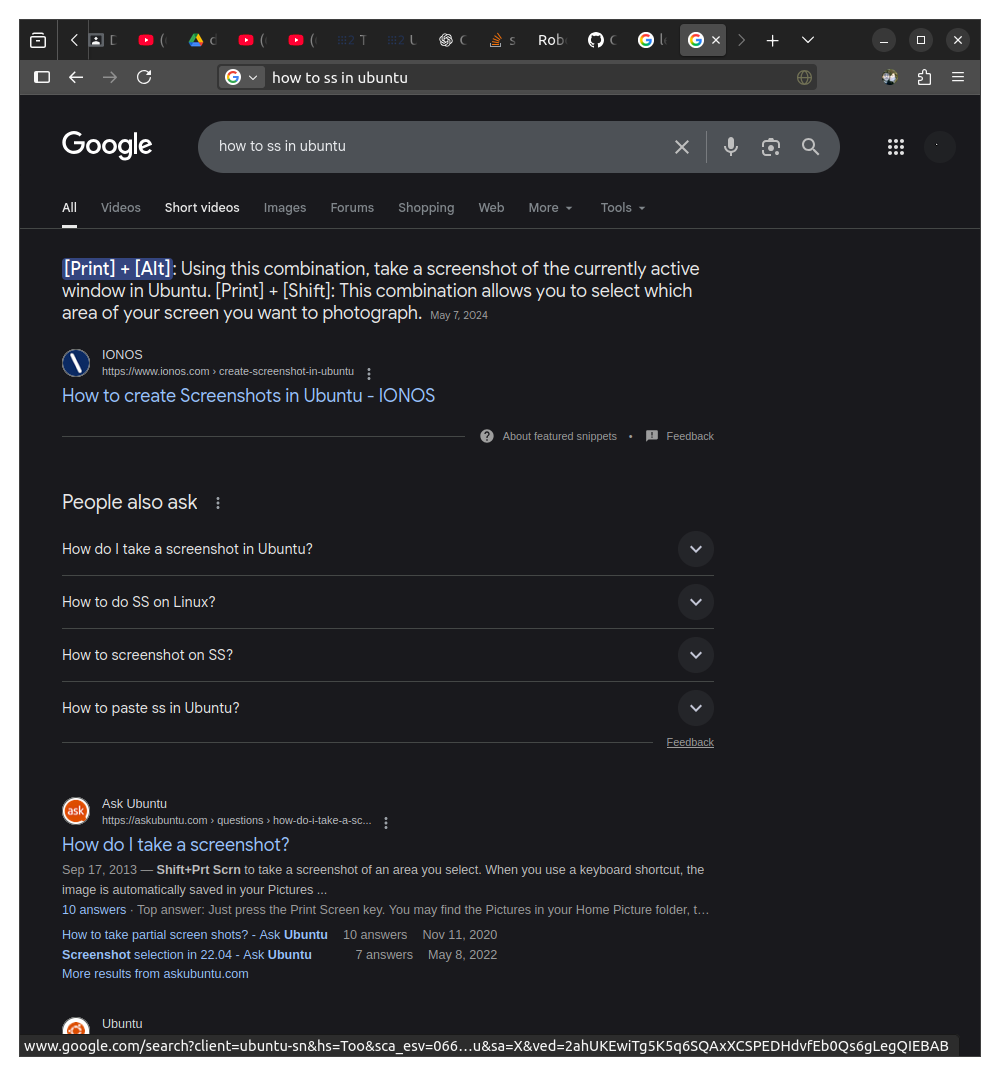 how to ss in ubuntu
Google
how to ss in ubuntu
All Videos Short videos Images Forums Shopping Web More Tools
[Print] + [Alt]: Using this combination, take a screenshot of the currently active
window in Ubuntu. [Print] + [Shift]: This combination allows you to select which
area of your screen you want to photograph. May 7, 2024
IONOS
https://www.ionos.com › create-screenshot-in-ubuntu
How to create Screenshots in Ubuntu - IONOS
About featured snippets • Feedback
People also ask
How do I take a screenshot in Ubuntu?
How to do SS on Linux?
How to screenshot on SS?
How to paste ss in Ubuntu?
Feedback
ask
Ask Ubuntu
https://askubuntu.com › questions › how-do-i-take-a-sc...
How do I take a screenshot?
Sep 17, 2013 — Shift+Prt Scrn to take a screenshot of an area you select. When you use a keyboard shortcut, the
image is automatically saved in your Pictures ...
10 answers · Top answer: Just press the Print Screen key. You may find the Pictures in your Home Picture folder, t…
How to take partial screen shots? - Ask Ubuntu 10 answers Nov 11, 2020
Screenshot selection in 22.04 - Ask Ubuntu 7 answers May 8, 2022
More results from askubuntu.com
Ubuntu
www.google.com/search?client=ubuntu-sn&hs=Too&sca_esv=066…u&sa=X&ved=2ahUKEwiTg5K5q6SQAxXCSPEDHdvfEb0Qs6gLegQIEBAB